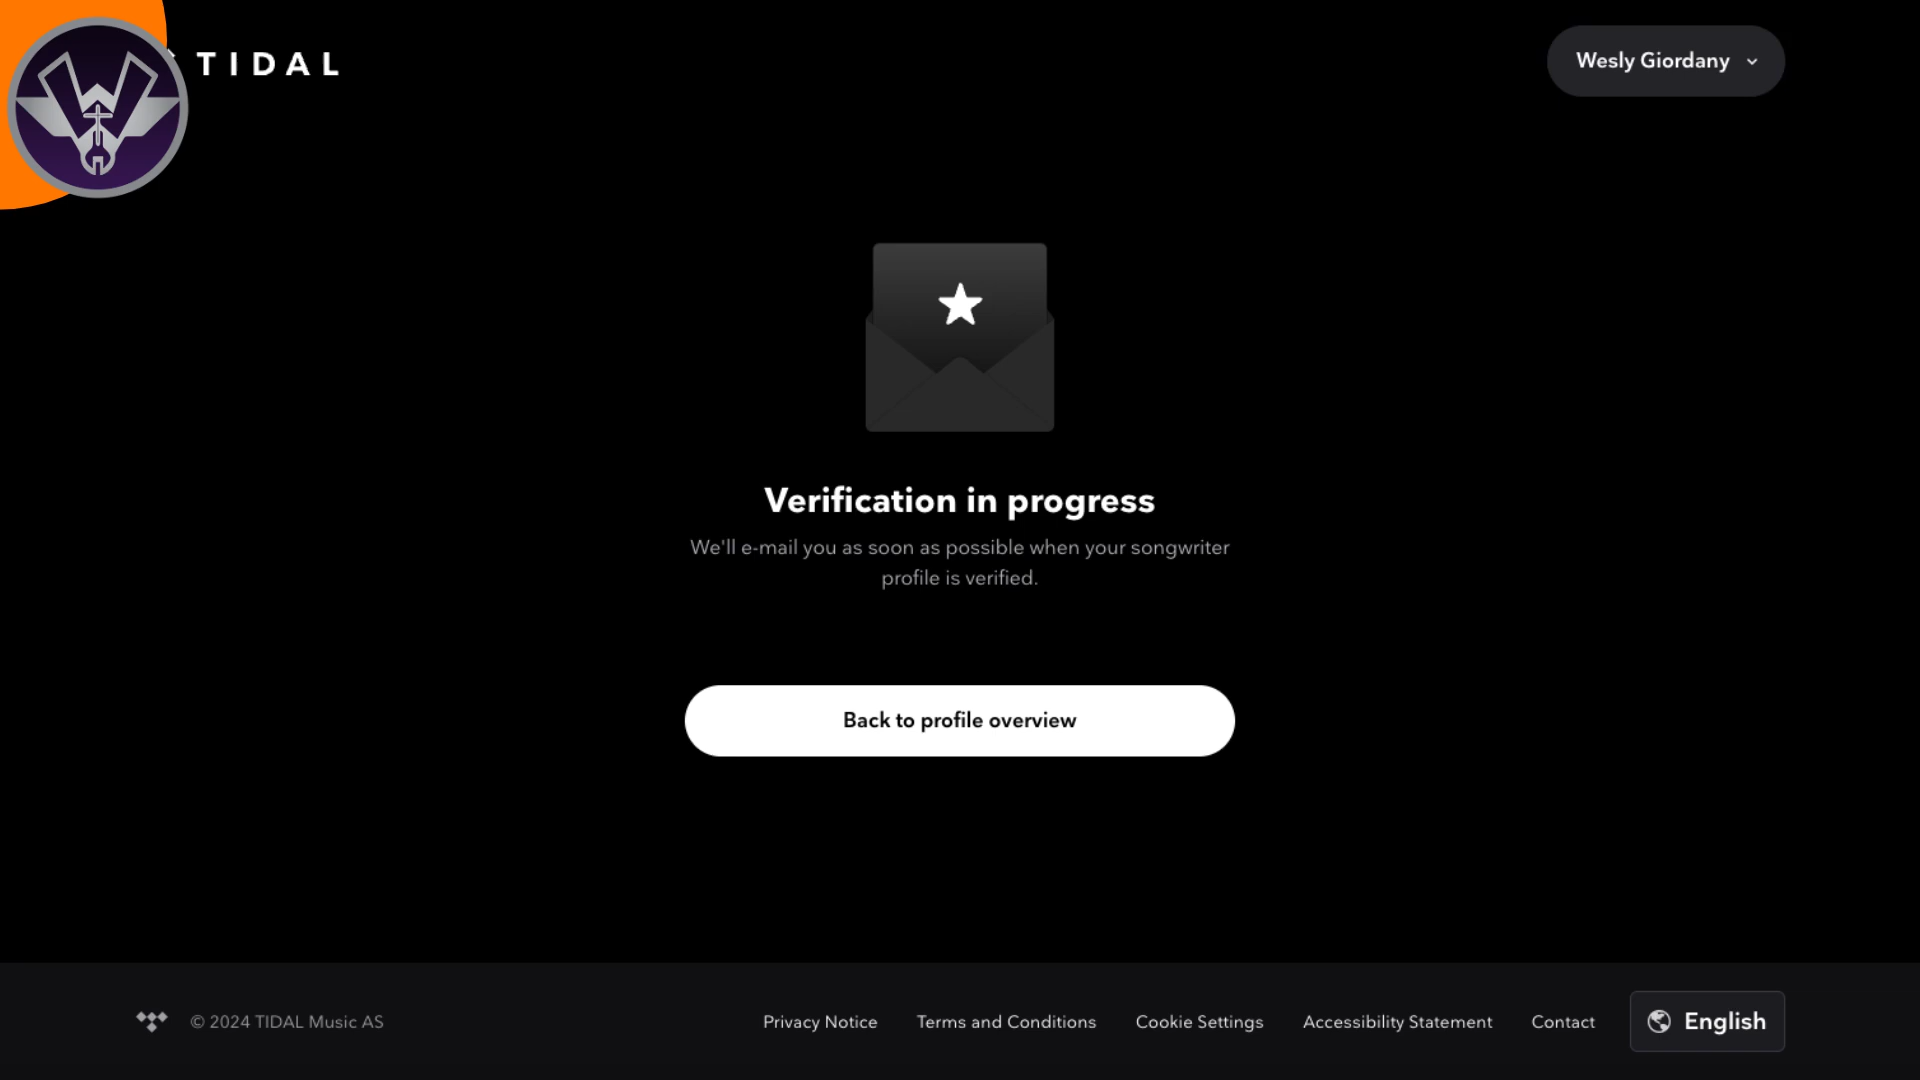 TIDAL
Wesly Giordany
Verification in progress
We'll e-mail you as soon as possible when your songwriter
profile is verified.
Back to profile overview
© 2024 TIDAL Music AS
Privacy Notice
Terms and Conditions
Cookie Settings
Accessibility Statement
Contact
English